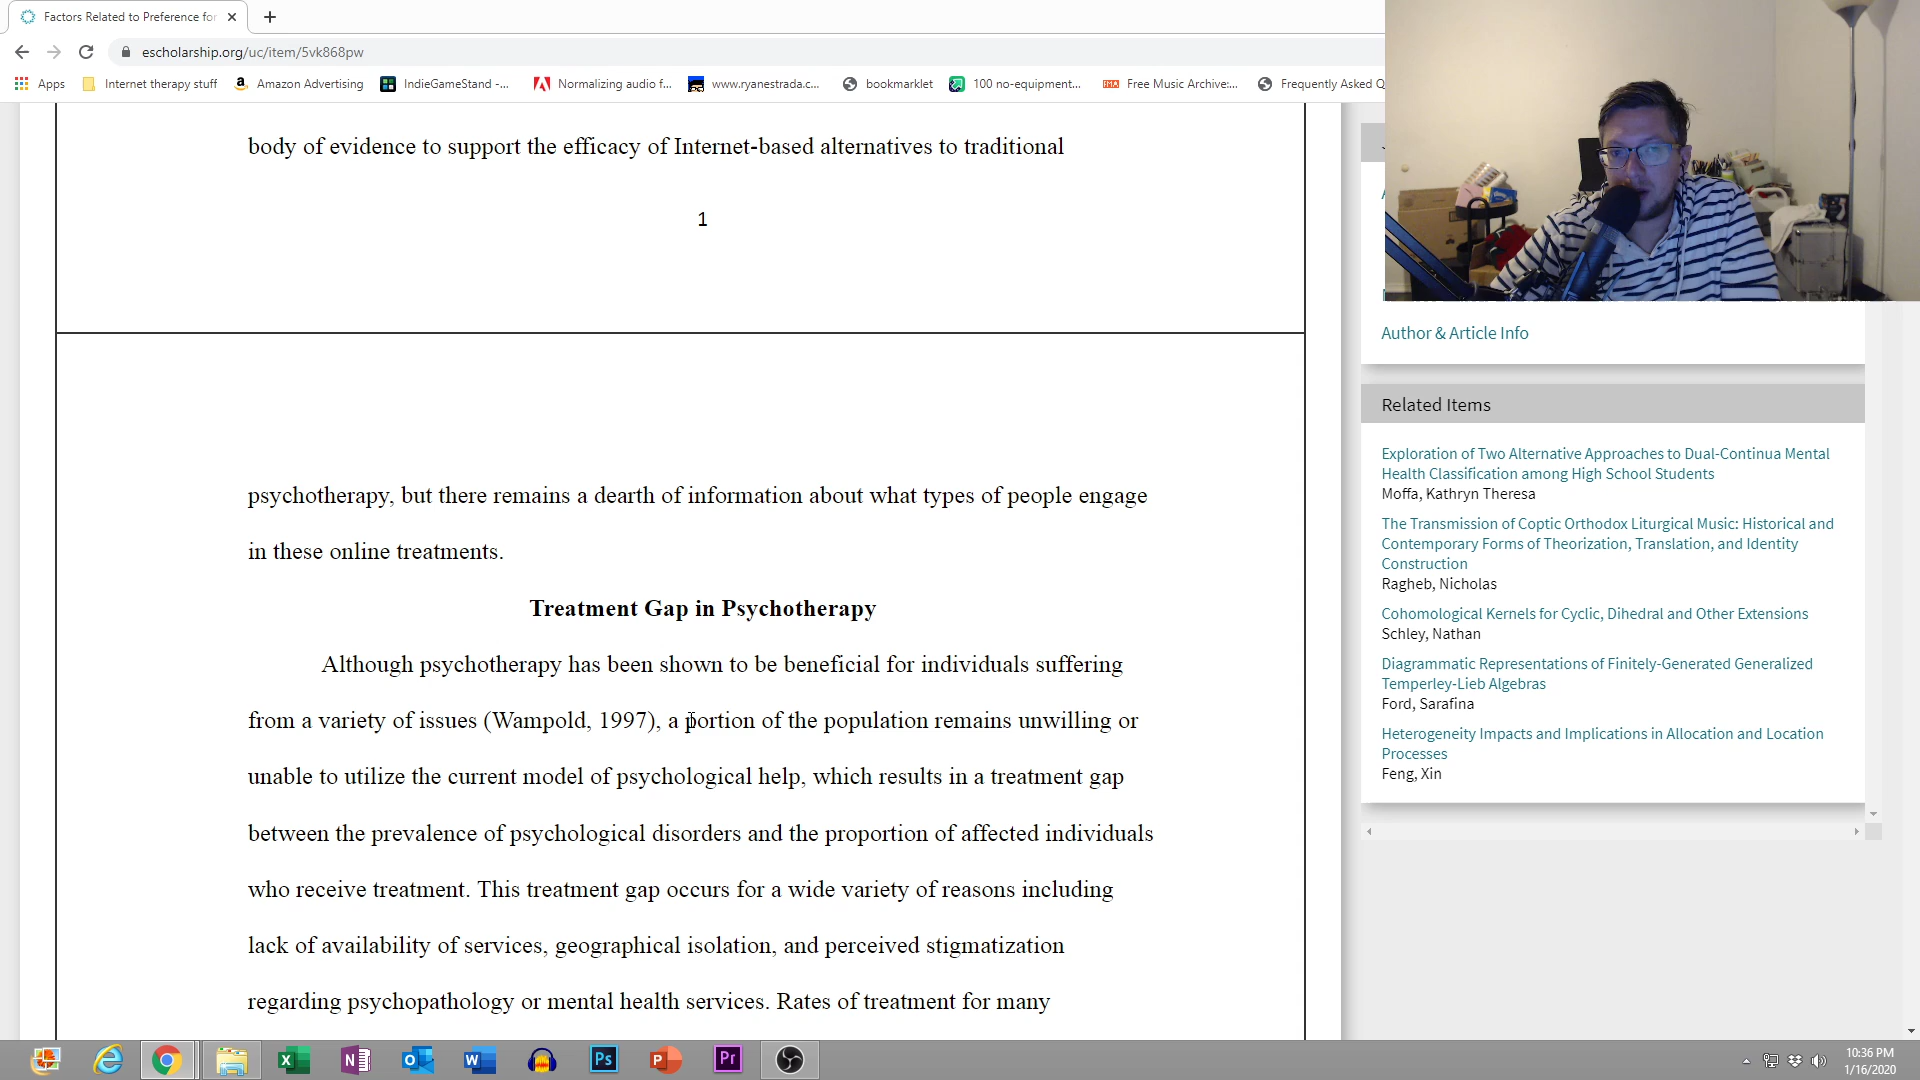 Factors Related to Preference for
escholarship.org/uc/item/5vk868pw
Apps
Internet therapy stuff
Amazon Advertising
IndieGameStand -...
Normalizing audio f...
www.ryanestrada.c...
bookmarklet
100 no-equipment...
Free Music Archive:...
Frequently Asked Q
body of evidence to support the efficacy of Internet-based alternatives to traditional
1
psychotherapy, but there remains a dearth of information about what types of people engage
in these online treatments.
Treatment Gap in Psychotherapy
Although psychotherapy has been shown to be beneficial for individuals suffering
from a variety of issues (Wampold, 1997), a portion of the population remains unwilling or
unable to utilize the current model of psychological help, which results in a treatment gap
between the prevalence of psychological disorders and the proportion of affected individuals
who receive treatment. This treatment gap occurs for a wide variety of reasons including
lack of availability of services, geographical isolation, and perceived stigmatization
regarding psychopathology or mental health services. Rates of treatment for many
Author & Article Info
Related Items
Exploration of Two Alternative Approaches to Dual-Continua Mental
Health Classification among High School Students
Moffa, Kathryn Theresa
The Transmission of Coptic Orthodox Liturgical Music: Historical and
Contemporary Forms of Theorization, Translation, and Identity
Construction
Ragheb, Nicholas
Cohomological Kernels for Cyclic, Dihedral and Other Extensions
Schley, Nathan
Diagrammatic Representations of Finitely-Generated Generalized
Temperley-Lieb Algebras
Ford, Sarafina
Heterogeneity Impacts and Implications in Allocation and Location
Processes
Feng, Xin
Ps
Pr
10:36 PM
1/16/2020